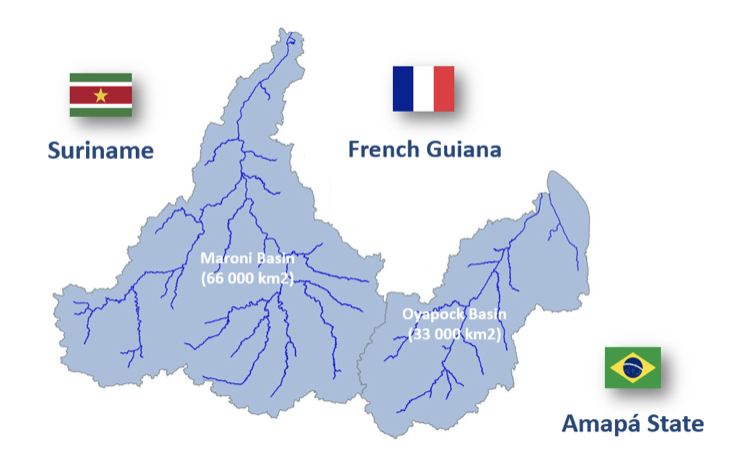 Suriname
French Guiana
Maroni Basin
(66 000 km2)
Oyapock Basin
(33 000 km2)
Amapá State